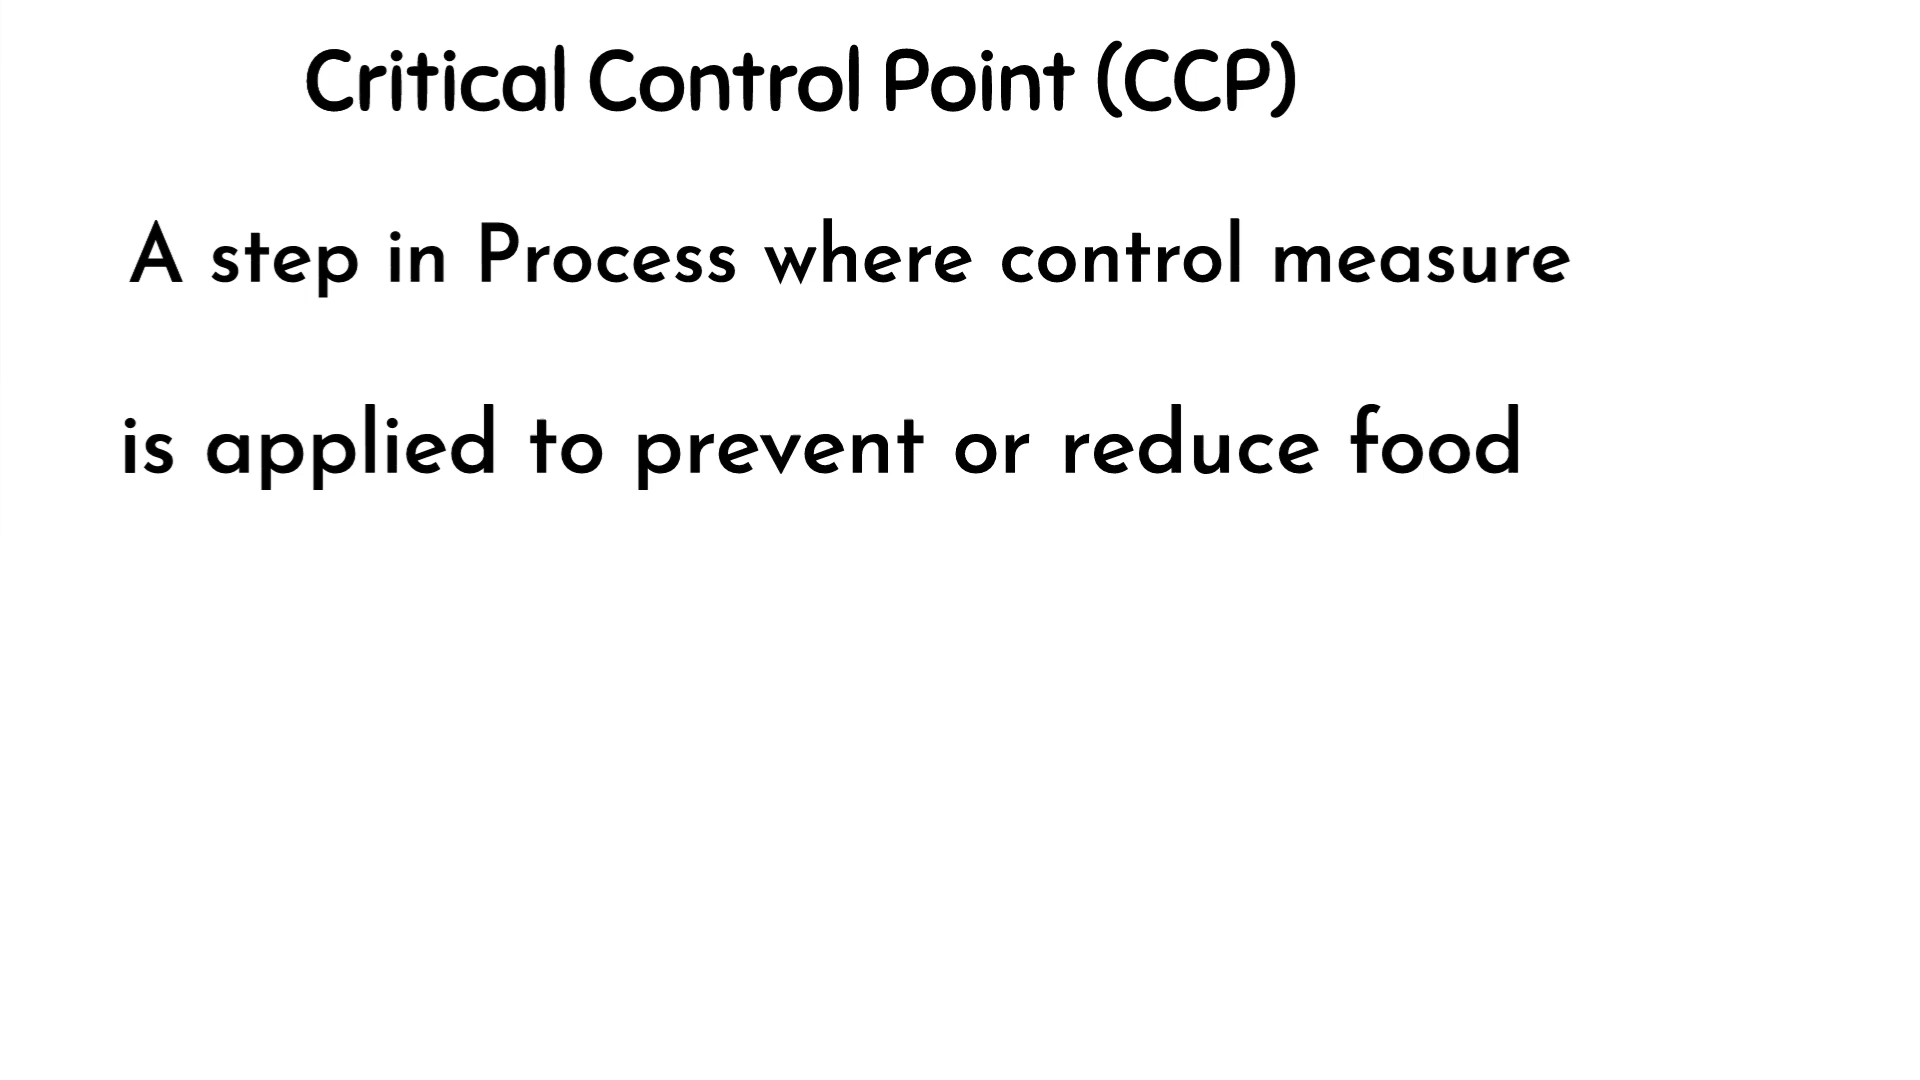 Critical Control Point (CCP)
A step in Process where control measure
is applied to prevent or reduce food